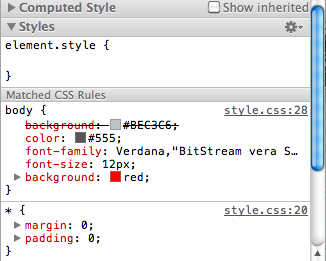 Computed Style Show inherited
Styles
element.style {
}
Matched CSS Rules
body { style.css:28
background: #BEC3C6;
color: #555;
font-family: Verdana,"BitStream vera S…
font-size: 12px;
background: red;
}
* { style.css:20
margin: 0;
padding: 0;
}